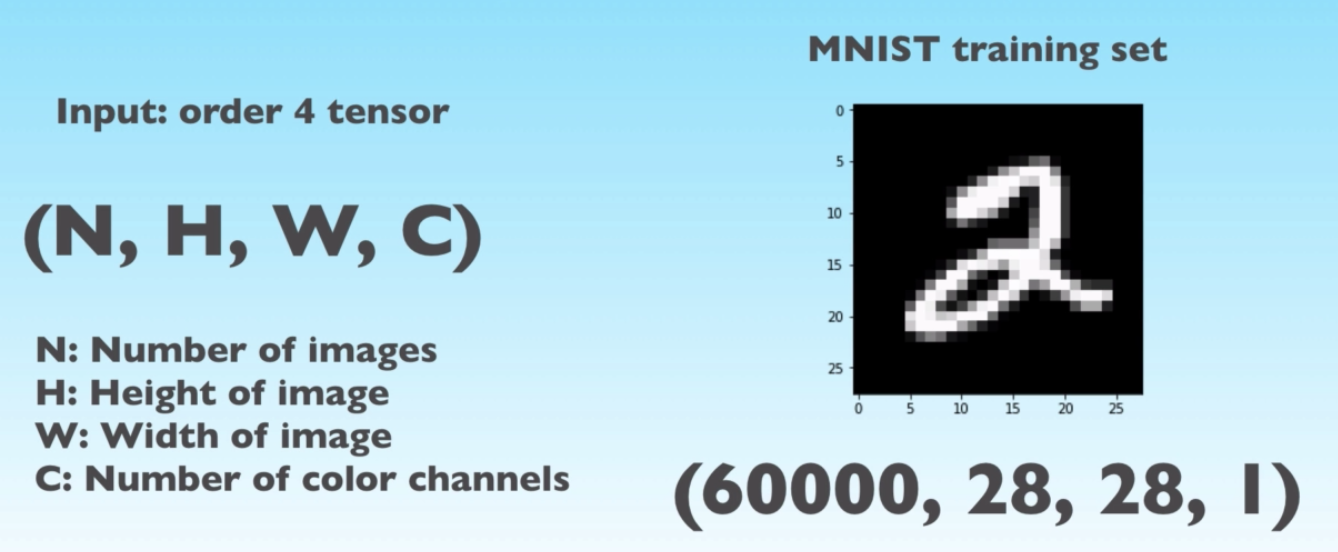 Input: order 4 tensor
(N, H, W, C)
N: Number of images
H: Height of image
W: Width of image
C: Number of color channels
MNIST training set
0
5
10
15
20
25
0 5 10 15 20 25
(60000, 28, 28, 1)